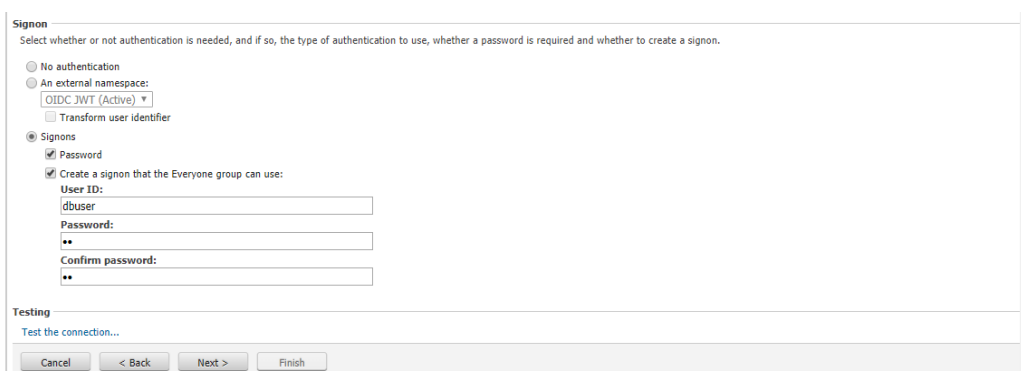 Signon
Select whether or not authentication is needed, and if so, the type of authentication to use, whether a password is required and whether to create a signon.
No authentication
An external namespace:
OIDC JWT (Active)
Transform user identifier
Signons
Password
Create a signon that the Everyone group can use:
User ID:
dbuser
Password:
••
Confirm password:
••
Testing
Test the connection...
Cancel < Back Next > Finish